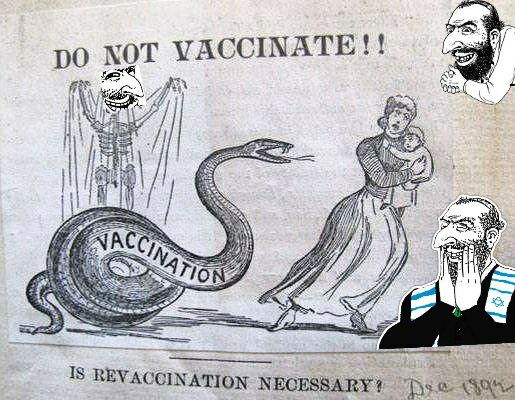 DO NOT VACCINATE!!
VACCINATION
IS REVACCINATION NECESSARY?
Dec